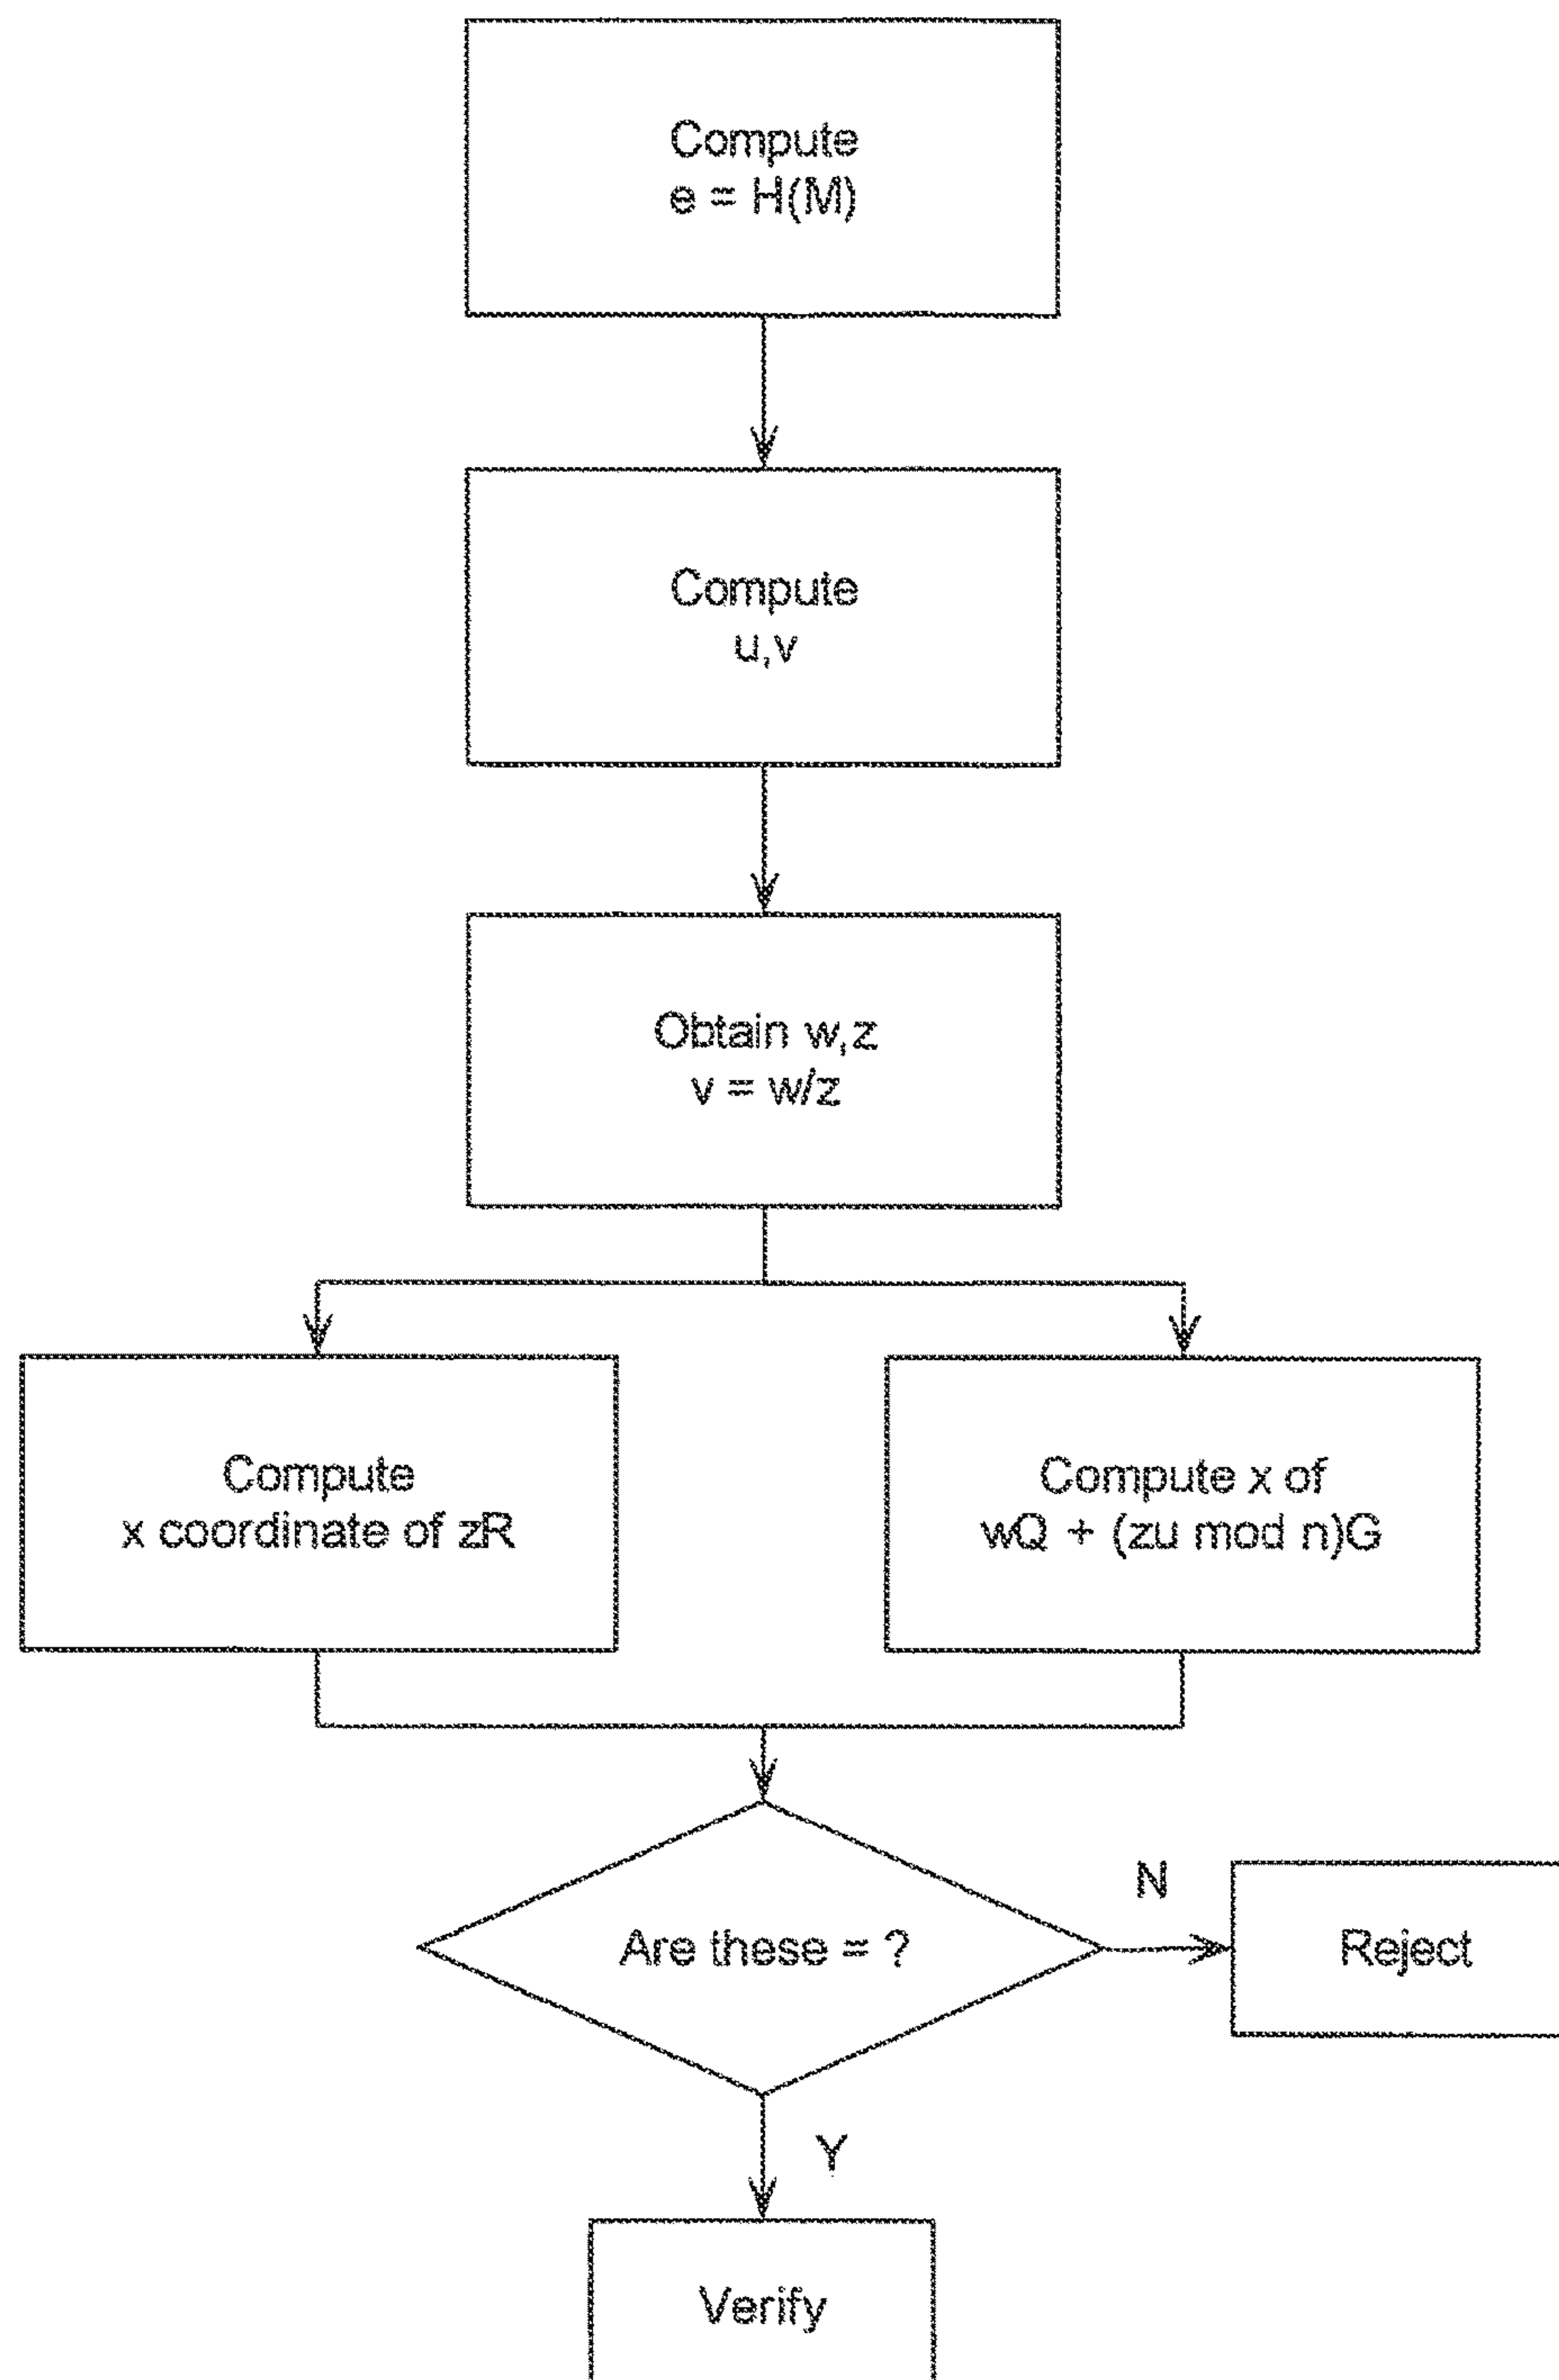 Compute
e = H(M)
Compute
u,v
Obtain w,z
v = w/z
Compute
x coordinate of zR
Compute x of
wQ + (zu mod n)G
Are these = ?
N
Reject
Y
Verify